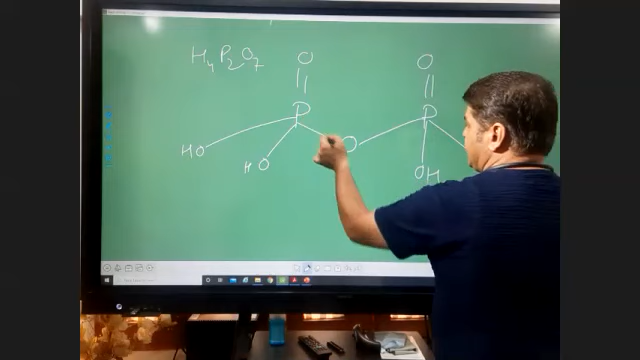 H₄P₂O₇
O O
P P
HO HO O OH